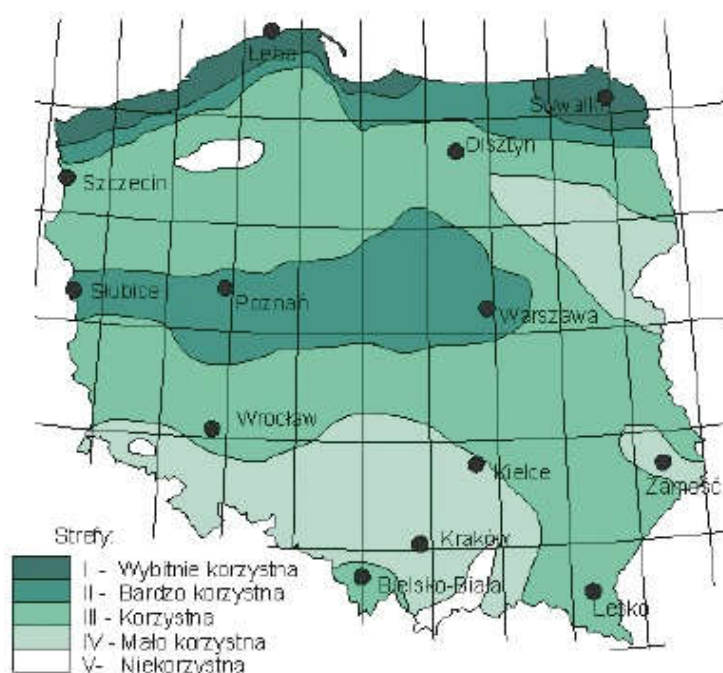 Łeba
Suwałki
Olsztyn
Szczecin
Słubice
Poznań
Warszawa
Wrocław
Kielce
Zamość
Kraków
Bielsko-Biała
Lesko
Strefy:
I - Wybitnie korzystna
II - Bardzo korzystna
III - Korzystna
IV - Mało korzystna
V- Niekorzystna